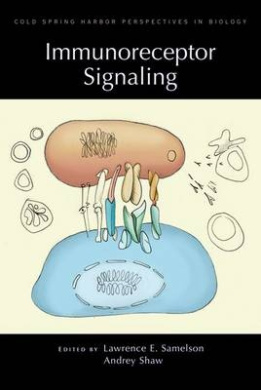 COLD SPRING HARBOR PERSPECTIVES IN BIOLOGY
Immunoreceptor
Signaling
EDITED BY Lawrence E. Samelson
Andrey Shaw